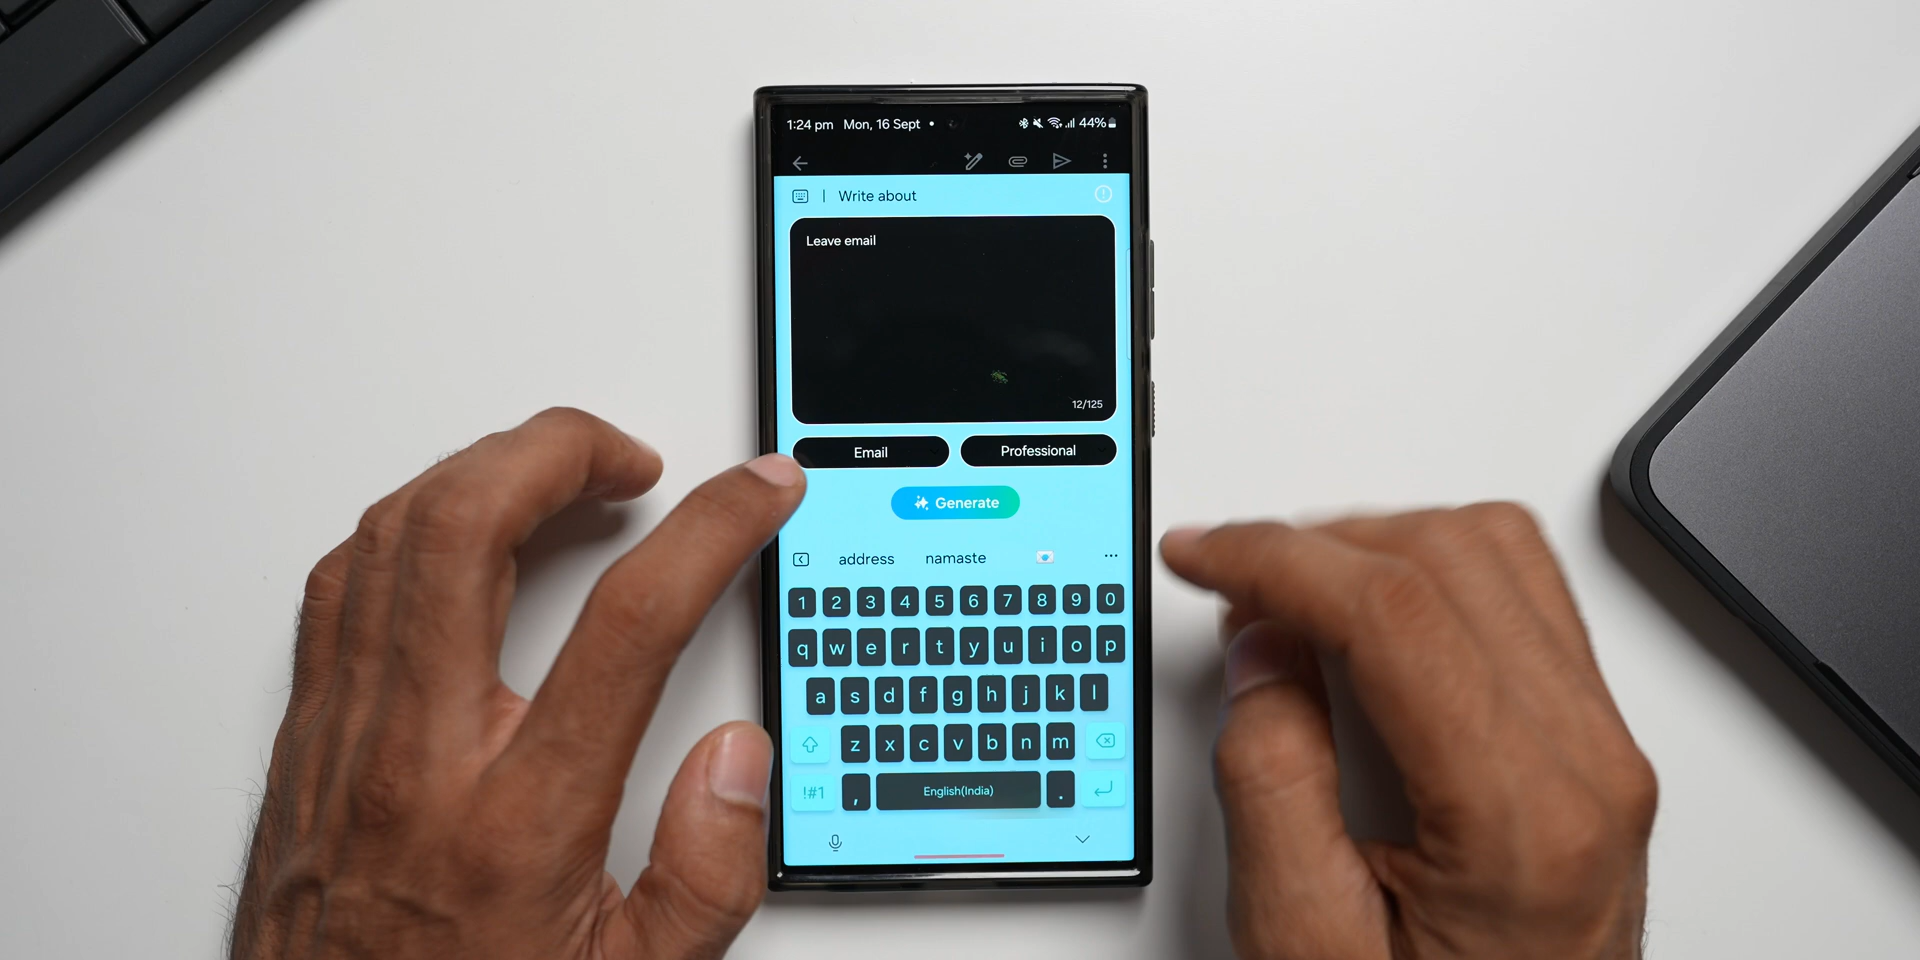 1:24 pm Mon, 16 Sept • 44%
Write about
Leave email
12/125
Email Professional
Generate
address namaste ...
1 2 3 4 5 6 7 8 9 0
q w e r t y u i o p
a s d f g h j k l
z x c v b n m
!#1 , English(India) .